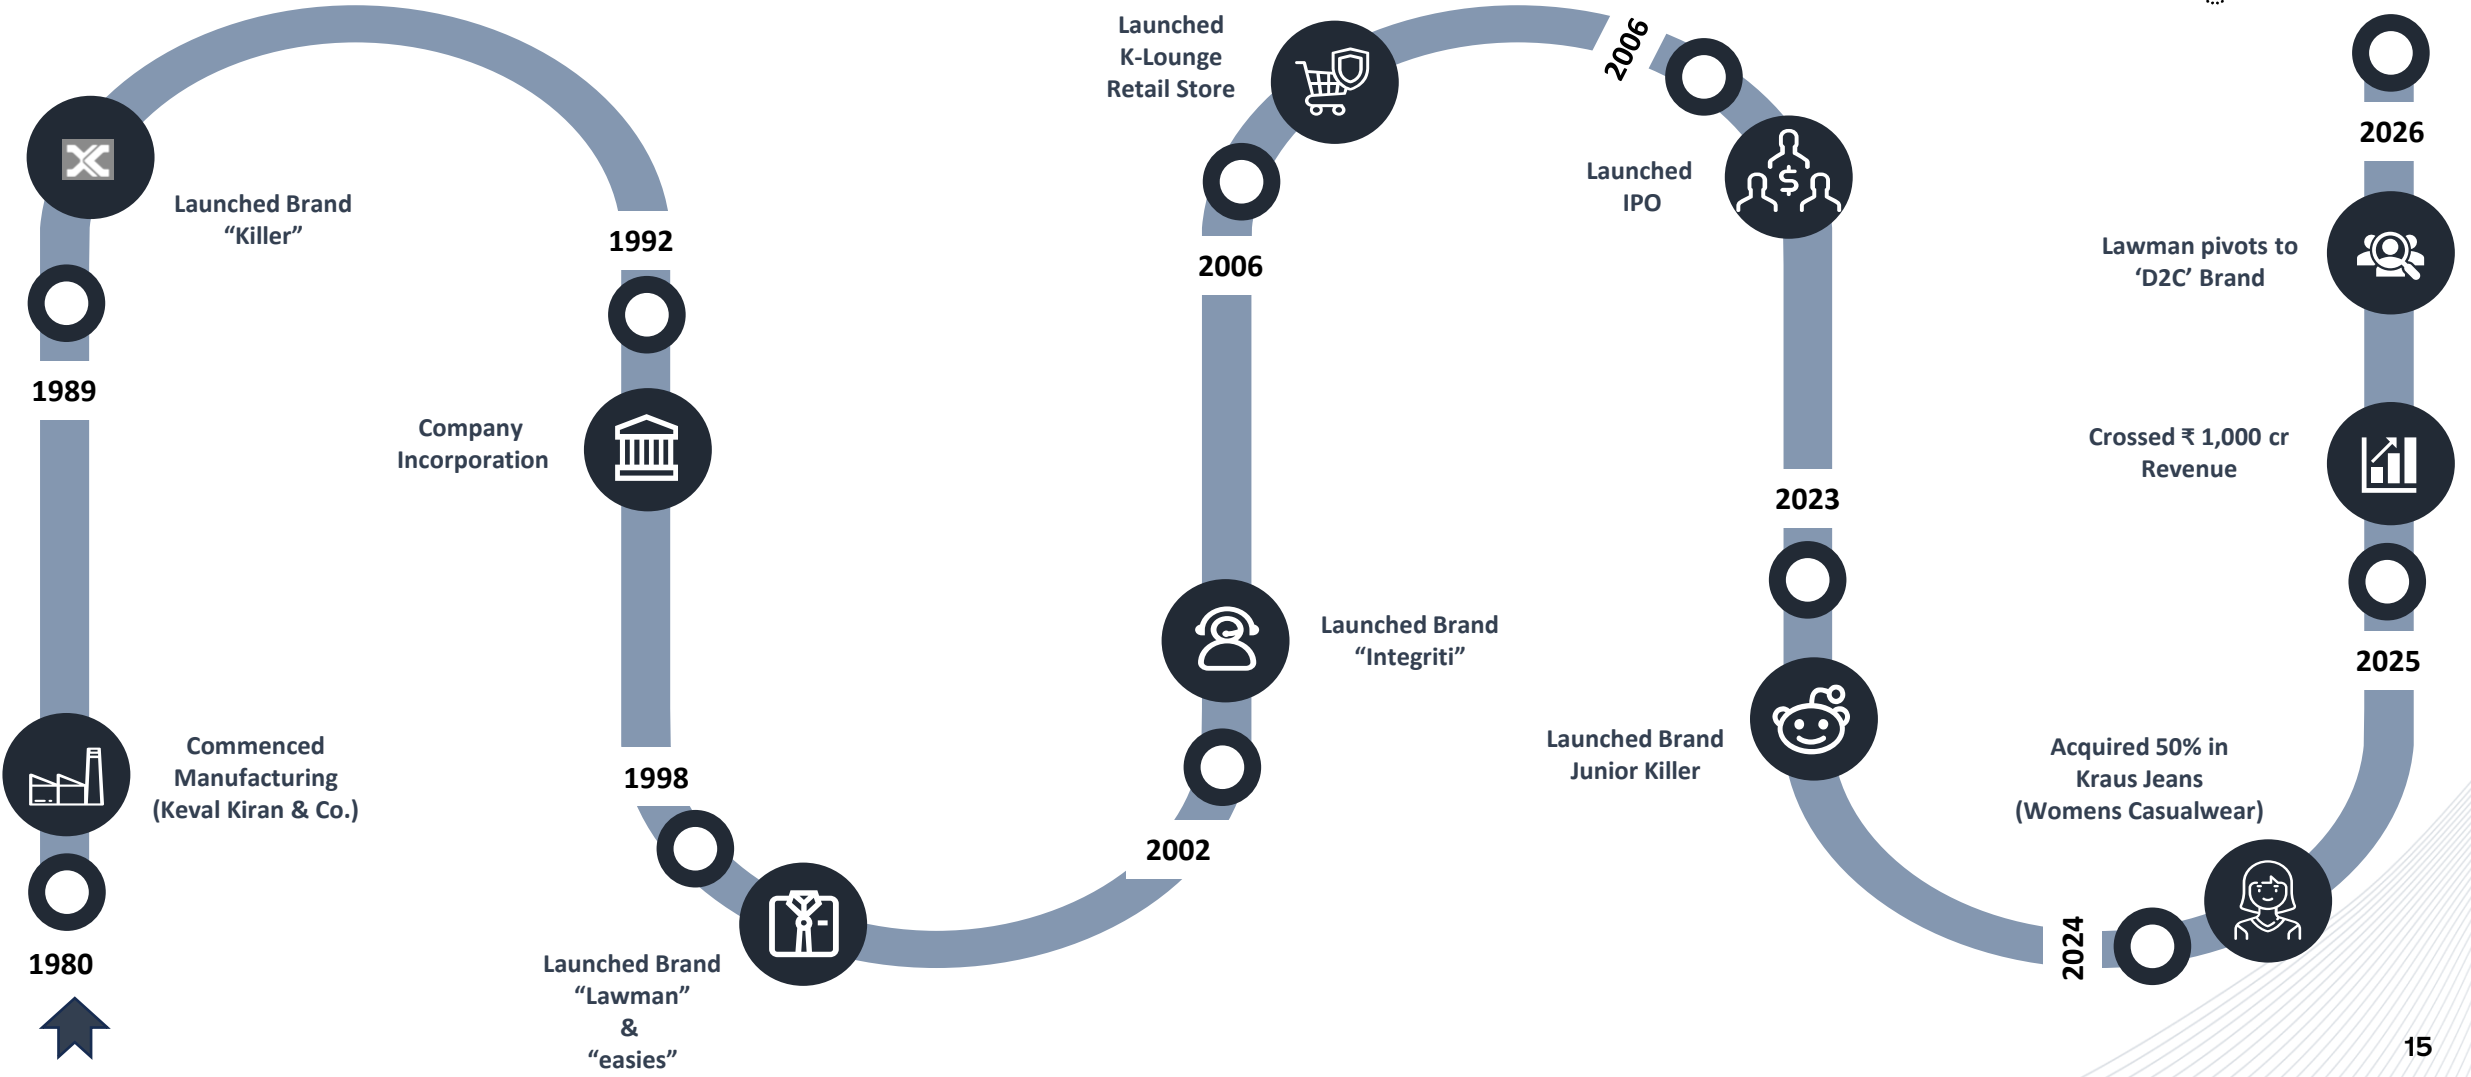 1980
Commenced
Manufacturing
(Keval Kiran & Co.)
1989
Launched Brand
“Killer”
1992
Company
Incorporation
1998
Launched Brand
“Lawman”
&
“easies”
2002
Launched Brand
“Integriti”
2006
Launched
K-Lounge
Retail Store
2006
Launched
IPO
2023
Launched Brand
Junior Killer
2024
Acquired 50% in
Kraus Jeans
(Womens Casualwear)
2025
Crossed ₹ 1,000 cr
Revenue
Lawman pivots to
‘D2C’ Brand
2026
15